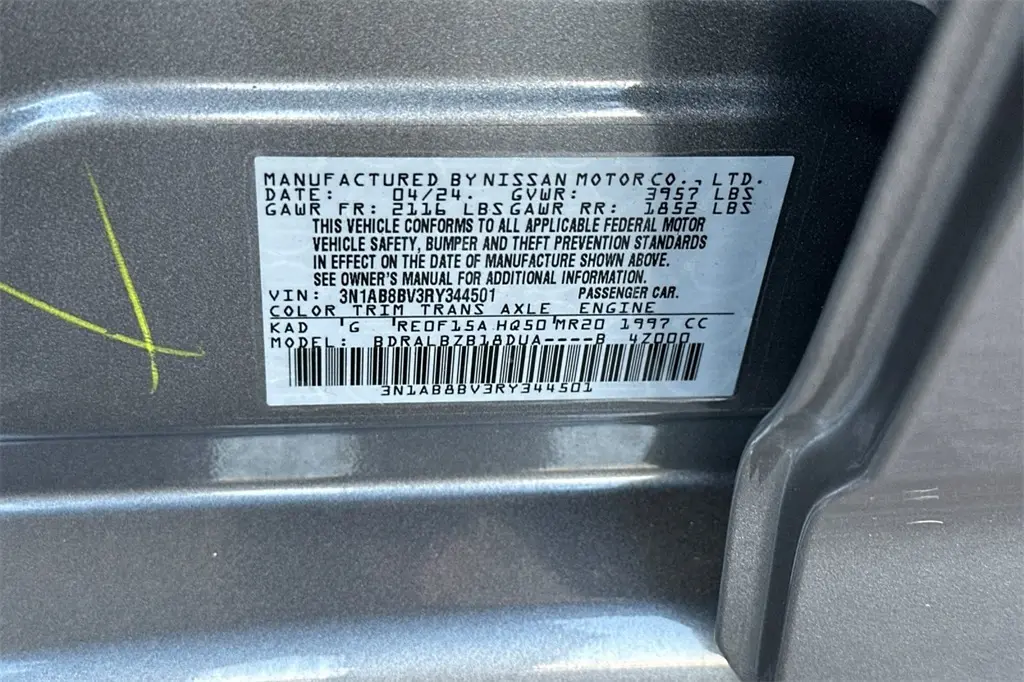 MANUFACTURED BY NISSAN MOTOR CO., LTD.
DATE: 04/24. GVWR: 3957 LBS
GAWR FR: 2116 LBS GAWR RR: 1852 LBS
THIS VEHICLE CONFORMS TO ALL APPLICABLE FEDERAL MOTOR
VEHICLE SAFETY, BUMPER AND THEFT PREVENTION STANDARDS
IN EFFECT ON THE DATE OF MANUFACTURE SHOWN ABOVE.
SEE OWNER'S MANUAL FOR ADDITIONAL INFORMATION.
VIN: 3N1AB8BV3RY344501 PASSENGER CAR.
COLOR TRIM TRANS AXLE ENGINE
KAD G RE0F15A HQ50 MR20 1997 CC
MODEL: BDRALBZB18DUA----B 4Z000
3N1AB8BV3RY344501